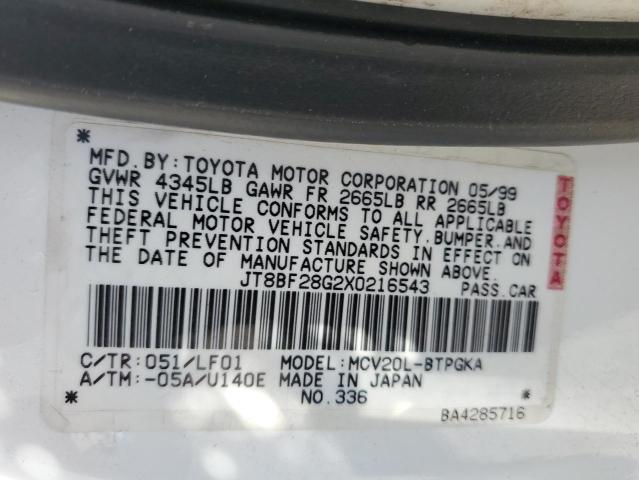 *
MFD. BY: TOYOTA MOTOR CORPORATION 05/99
GVWR 4345LB GAWR FR 2665LB RR 2665LB
THIS VEHICLE CONFORMS TO ALL APPLICABLE
FEDERAL MOTOR VEHICLE SAFETY, BUMPER, AND
THEFT PREVENTION STANDARDS IN EFFECT ON
THE DATE OF MANUFACTURE SHOWN ABOVE.
JT8BF28G2X0216543 PASS. CAR
TOYOTA
C/TR: 051/LF01 MODEL: MCV20L-BTPGKA
A/TM: -05A/U140E MADE IN JAPAN
* NO. 336 *
BA4285716